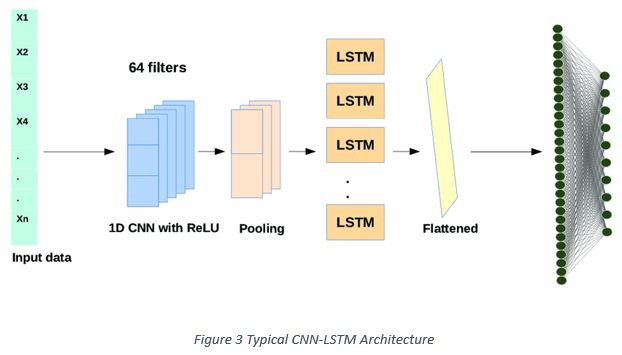 X1
X2
X3
X4
.
.
.
Xn
Input data
64 filters
1D CNN with ReLU
Pooling
LSTM
LSTM
LSTM
.
.
LSTM
Flattened
Figure 3 Typical CNN-LSTM Architecture